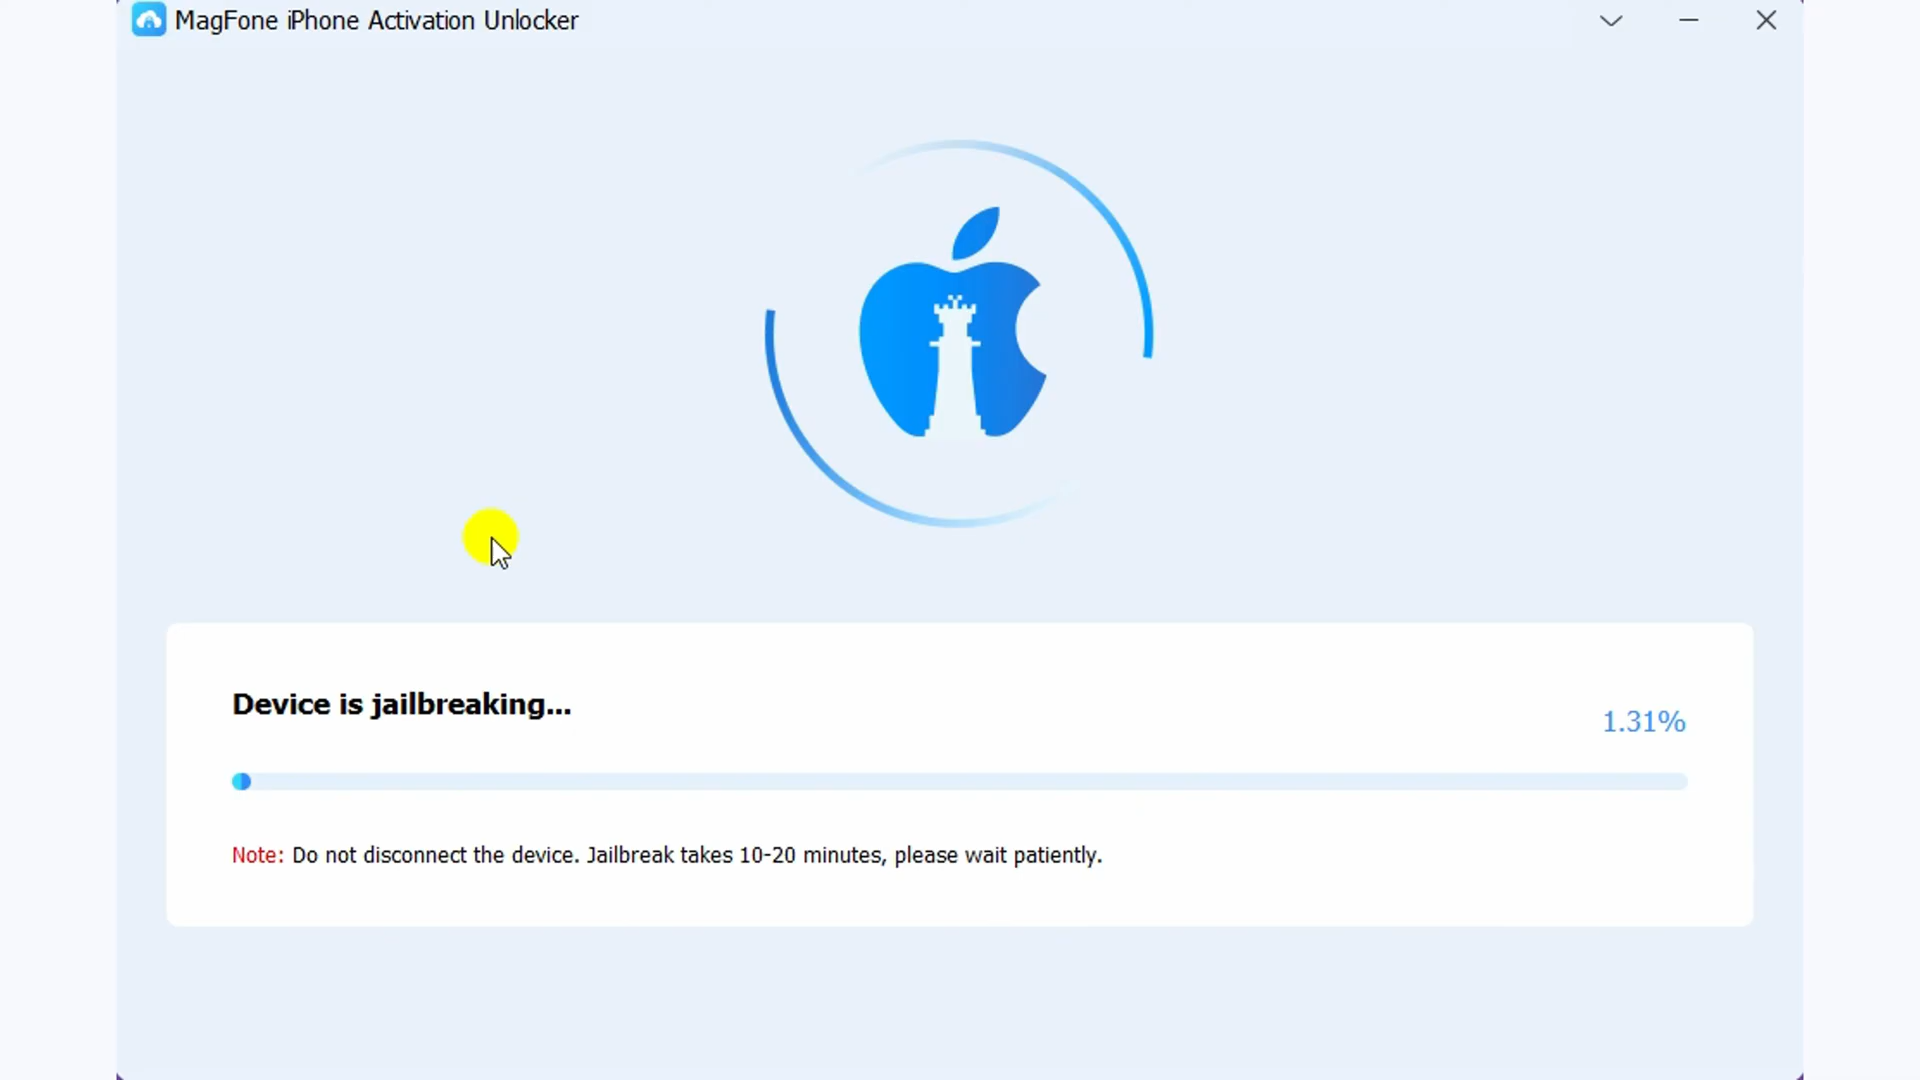 MagFone iPhone Activation Unlocker
Device is jailbreaking...
1.31%
Note: Do not disconnect the device. Jailbreak takes 10-20 minutes, please wait patiently.